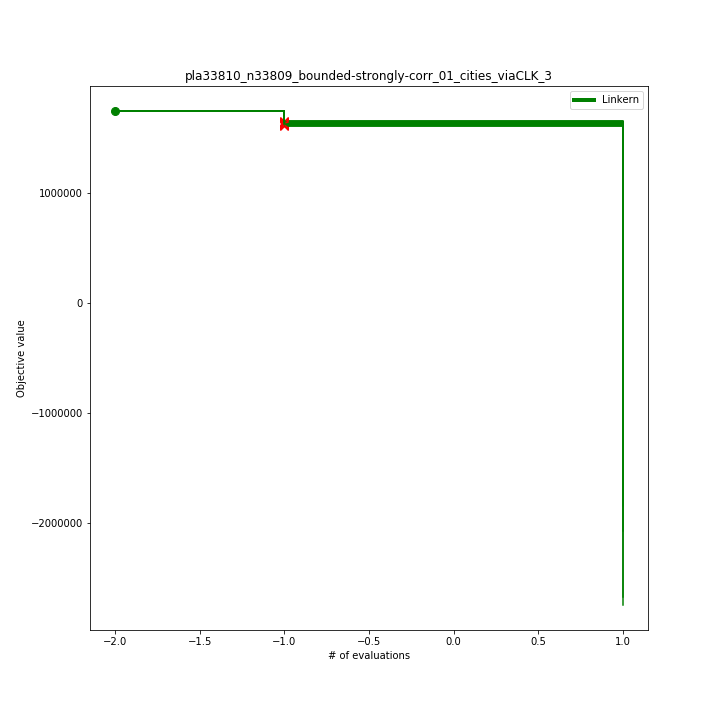 pla33810_n33809_bounded-strongly-corr_01_cities_viaCLK_3
Linkern
1000000
0
−1000000
−2000000
Objective value
−2.0
−1.5
−1.0
−0.5
0.0
0.5
1.0
# of evaluations